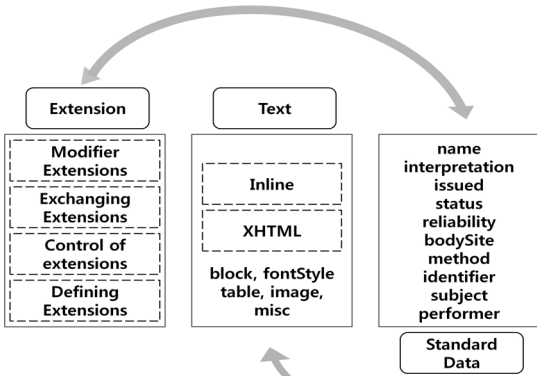 Extension
Modifier
Extensions
Exchanging
Extensions
Control of
extensions
Defining
Extensions
Text
Inline
XHTML
block, fontStyle
table, image,
misc
name
interpretation
issued
status
reliability
bodySite
method
identifier
subject
performer
Standard
Data